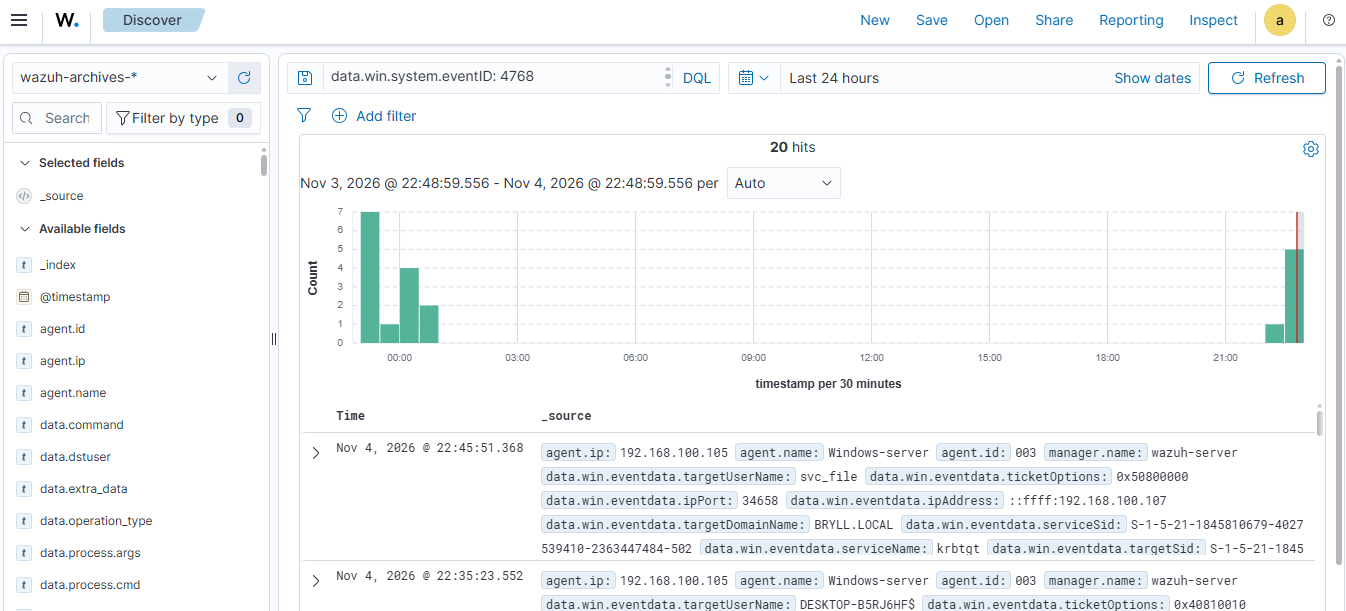 W. Discover New Save Open Share Reporting Inspect a
wazuh-archives-*
Search Filter by type 0
Selected fields
_source
Available fields
_index
@timestamp
agent.id
agent.ip
agent.name
data.command
data.dstuser
data.extra_data
data.operation_type
data.process.args
data.process.cmd
data.win.system.eventID: 4768 DQL Last 24 hours Show dates Refresh
Add filter
20 hits
Nov 3, 2026 @ 22:48:59.556 - Nov 4, 2026 @ 22:48:59.556 per Auto
7
6
5
4
3
2
1
0
Count
00:00 03:00 06:00 09:00 12:00 15:00 18:00 21:00
timestamp per 30 minutes
Time _source
Nov 4, 2026 @ 22:45:51.368 agent.ip: 192.168.100.105 agent.name: Windows-server agent.id: 003 manager.name: wazuh-server
data.win.eventdata.targetUserName: svc_file data.win.eventdata.ticketOptions: 0x50800000
data.win.eventdata.ipPort: 34658 data.win.eventdata.ipAddress: ::ffff:192.168.100.107
data.win.eventdata.targetDomainName: BRYLL.LOCAL data.win.eventdata.serviceSid: S-1-5-21-1845810679-4027
539410-2363447484-502 data.win.eventdata.serviceName: krbtgt data.win.eventdata.targetSid: S-1-5-21-1845
Nov 4, 2026 @ 22:35:23.552 agent.ip: 192.168.100.105 agent.name: Windows-server agent.id: 003 manager.name: wazuh-server
data.win.eventdata.targetUserName: DESKTOP-B5RJ6HF$ data.win.eventdata.ticketOptions: 0x40810010